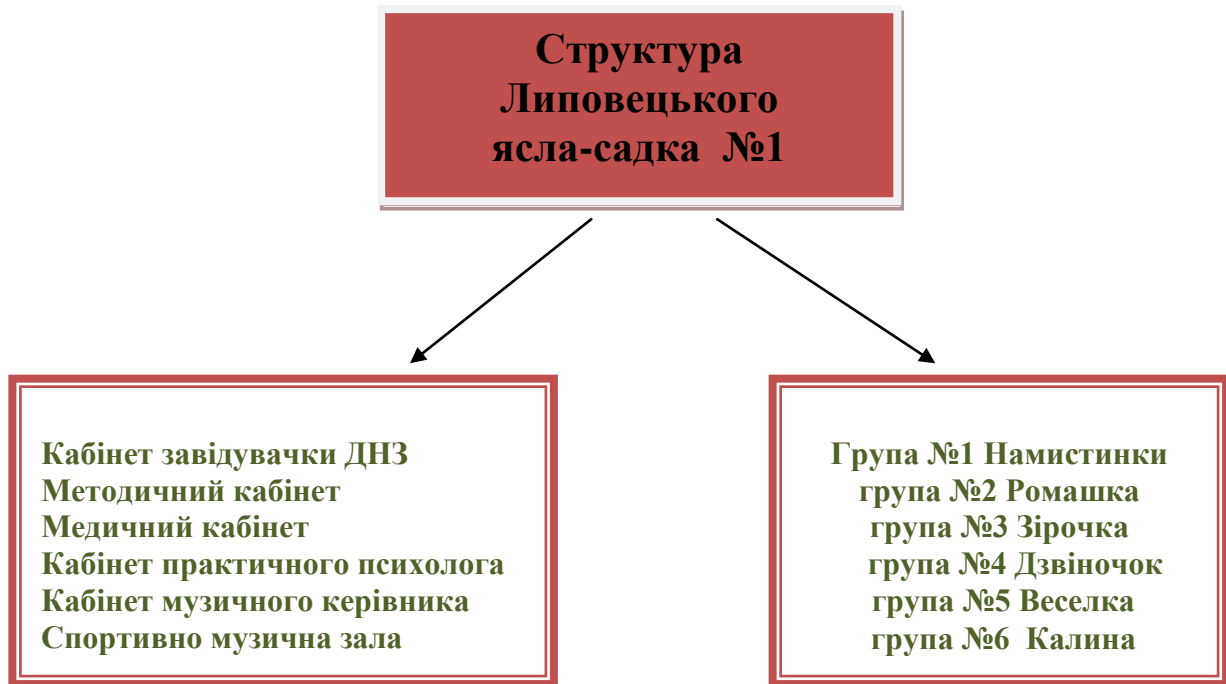 Структура
Липовецького
ясла-садка №1
Кабінет завідувачки ДНЗ
Методичний кабінет
Медичний кабінет
Кабінет практичного психолога
Кабінет музичного керівника
Спортивно музична зала
Група №1 Намистинки
група №2 Ромашка
група №3 Зірочка
група №4 Дзвіночок
група №5 Веселка
група №6 Калина